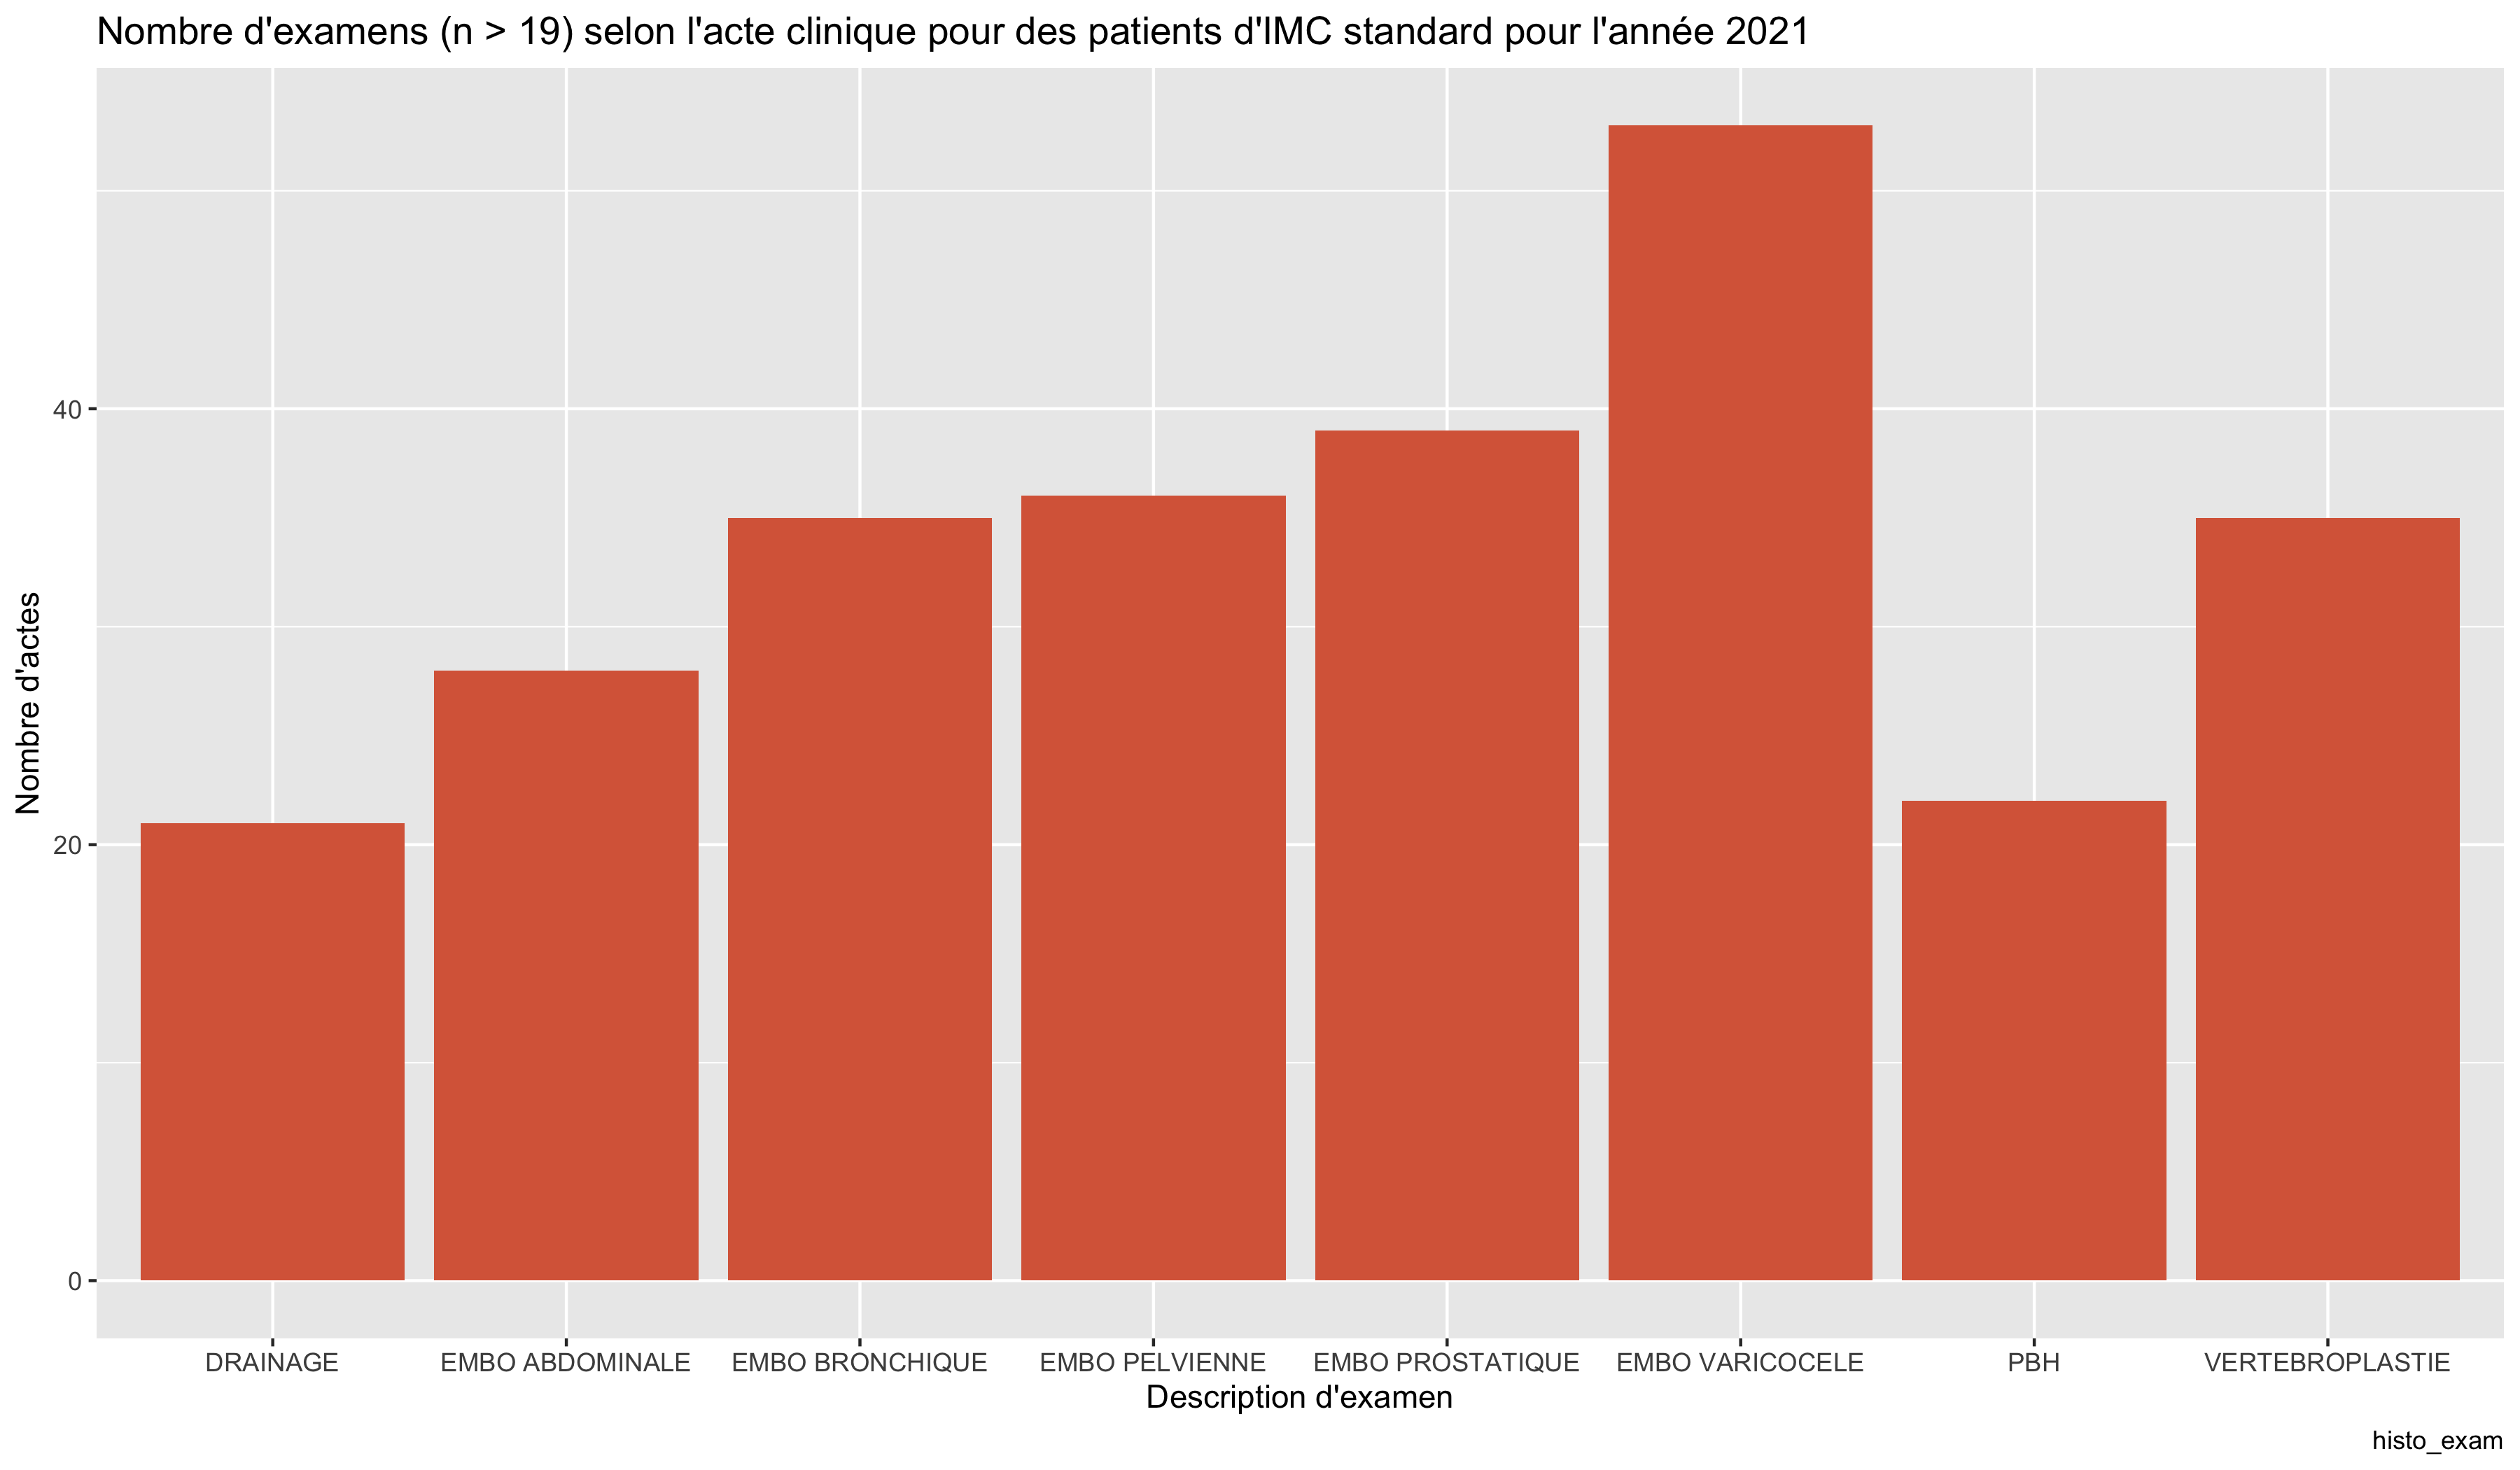 Nombre d'examens (n > 19) selon l'acte clinique pour des patients d'IMC standard pour l'année 2021
Nombre d'actes
40
20
0
DRAINAGE
EMBO ABDOMINALE
EMBO BRONCHIQUE
EMBO PELVIENNE
EMBO PROSTATIQUE
EMBO VARICOCELE
PBH
VERTEBROPLASTIE
Description d'examen
histo_exam